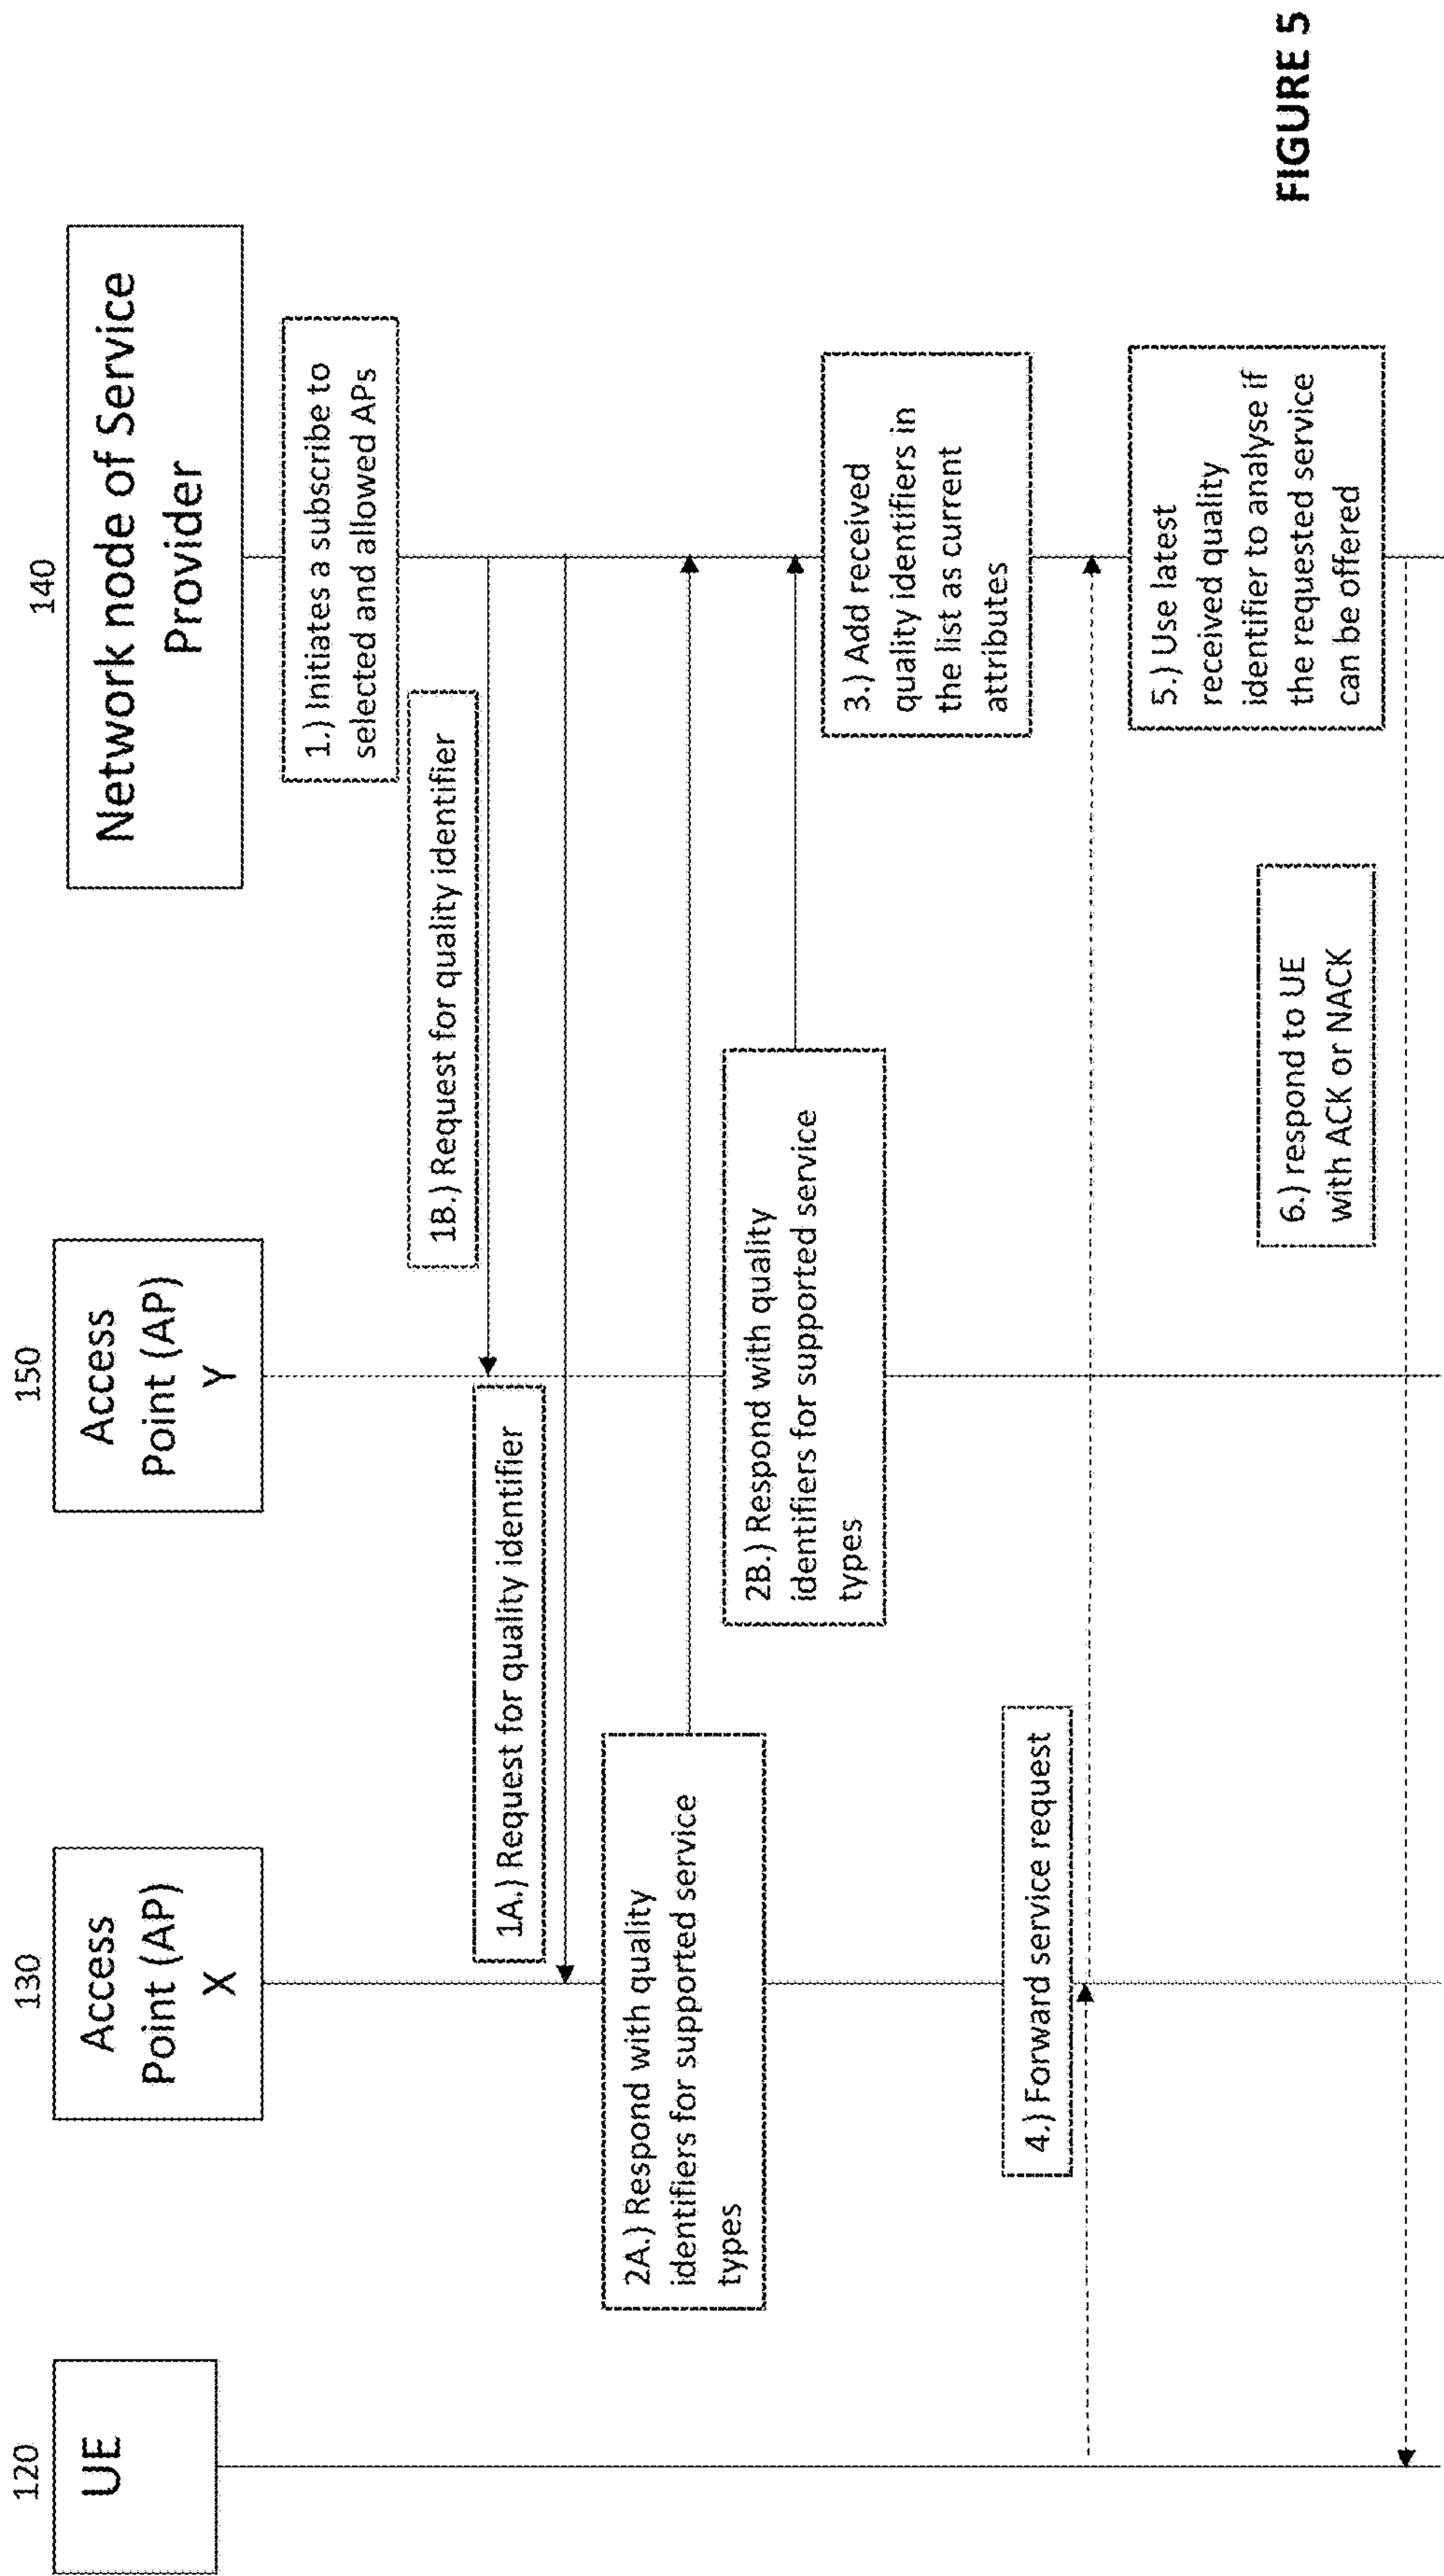 120
UE
130
Access
Point (AP)
X
150
Access
Point (AP)
Y
140
Network node of Service
Provider
1.) Initiates a subscribe to
selected and allowed APs
1B.) Request for quality identifier
1A.) Request for quality identifier
2A.) Respond with quality
identifiers for supported service
types
2B.) Respond with quality
identifiers for supported service
types
3.) Add received
quality identifiers in
the list as current
attributes
4.) Forward service request
5.) Use latest
received quality
identifier to analyse if
the requested service
can be offered
6.) respond to UE
with ACK or NACK
FIGURE 5